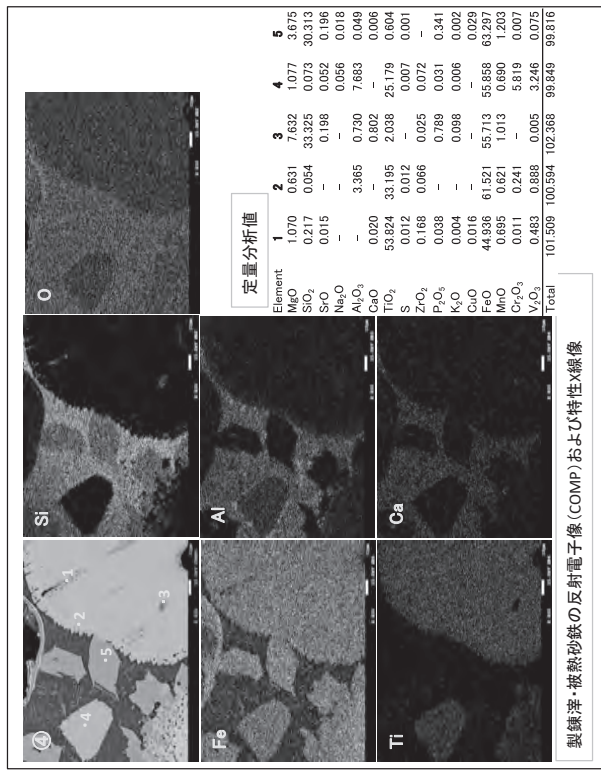 ④
·1
·2
·3
·4
·5
Si
O
Fe
Al
Ti
Ca
定量分析値
Element 1 2 3 4 5
MgO 1.070 0.631 7.632 1.077 3.675
SiO2 0.217 0.054 33.325 0.073 30.313
SrO 0.015 – 0.198 0.052 0.196
Na2O – – – 0.056 0.018
Al2O3 – 3.365 0.730 7.683 0.049
CaO 0.020 – 0.802 – 0.006
TiO2 53.824 33.195 2.038 25.179 0.604
S 0.012 0.012 – 0.007 0.001
ZrO2 0.168 0.066 0.025 0.072 –
P2O5 0.038 – 0.789 0.031 0.341
K2O 0.004 – 0.098 0.006 0.002
CuO 0.016 – – – 0.029
FeO 44.936 61.521 55.713 55.858 63.297
MnO 0.695 0.621 1.013 0.690 1.203
Cr2O3 0.011 0.241 – 5.819 0.007
V2O3 0.483 0.888 0.005 3.246 0.075
Total 101.509 100.594 102.368 99.849 99.816
製錬滓・被熱砂鉄の反射電子像(COMP)および特性X線像